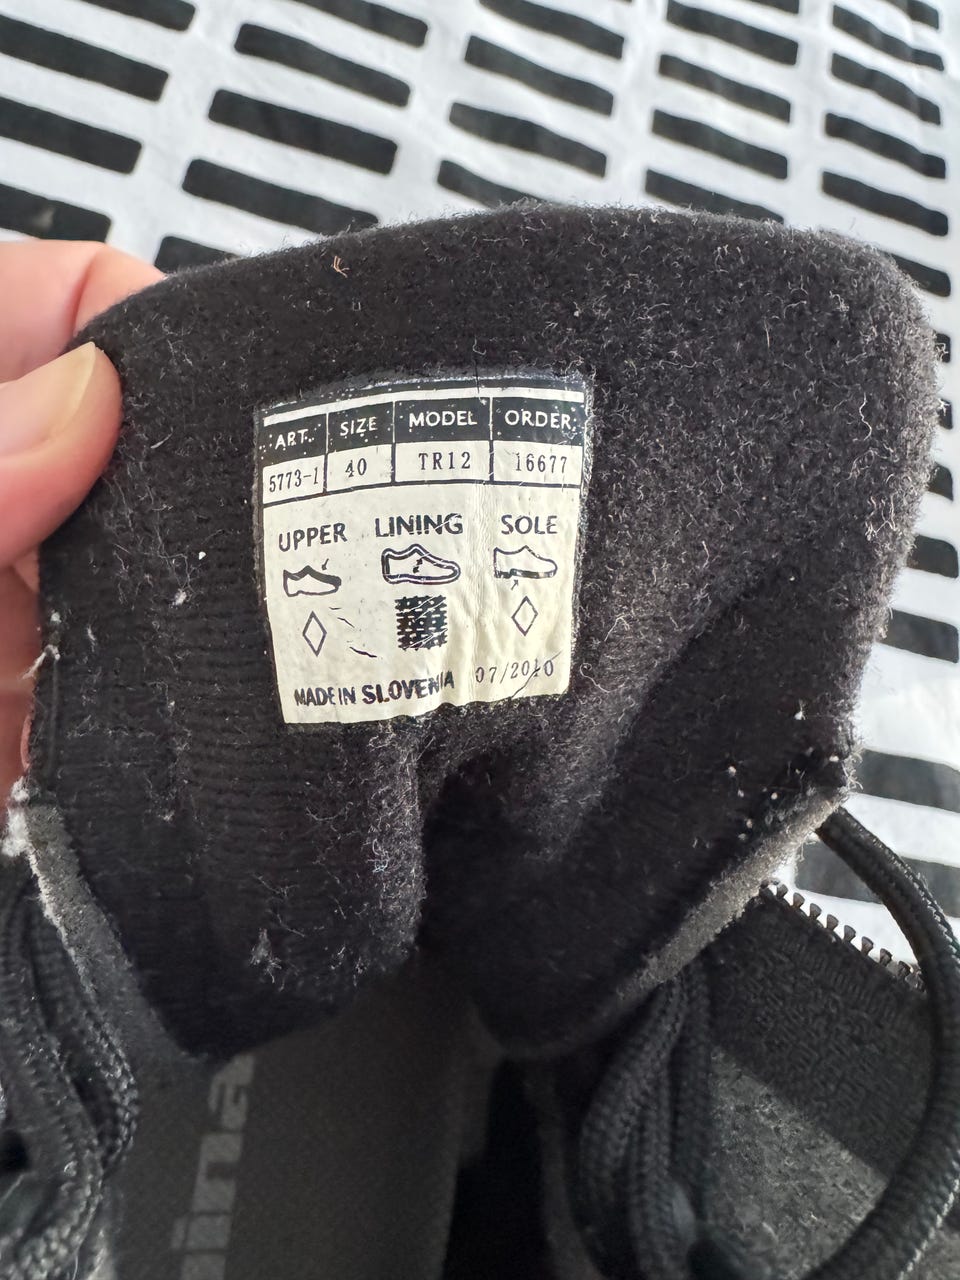 ART. SIZE MODEL ORDER:
5773-1 40 TR12 16677
UPPER LINING SOLE
MADE IN SLOVENIA 07/2010